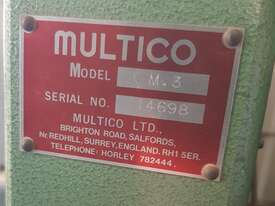 MULTICO
MODEL M.3
SERIAL NO. 14698
MULTICO LTD.,
BRIGHTON ROAD, SALFORDS,
Nr. REDHILL, SURREY, ENGLAND. RH1 5ER.
TELEPHONE: HORLEY 782444.